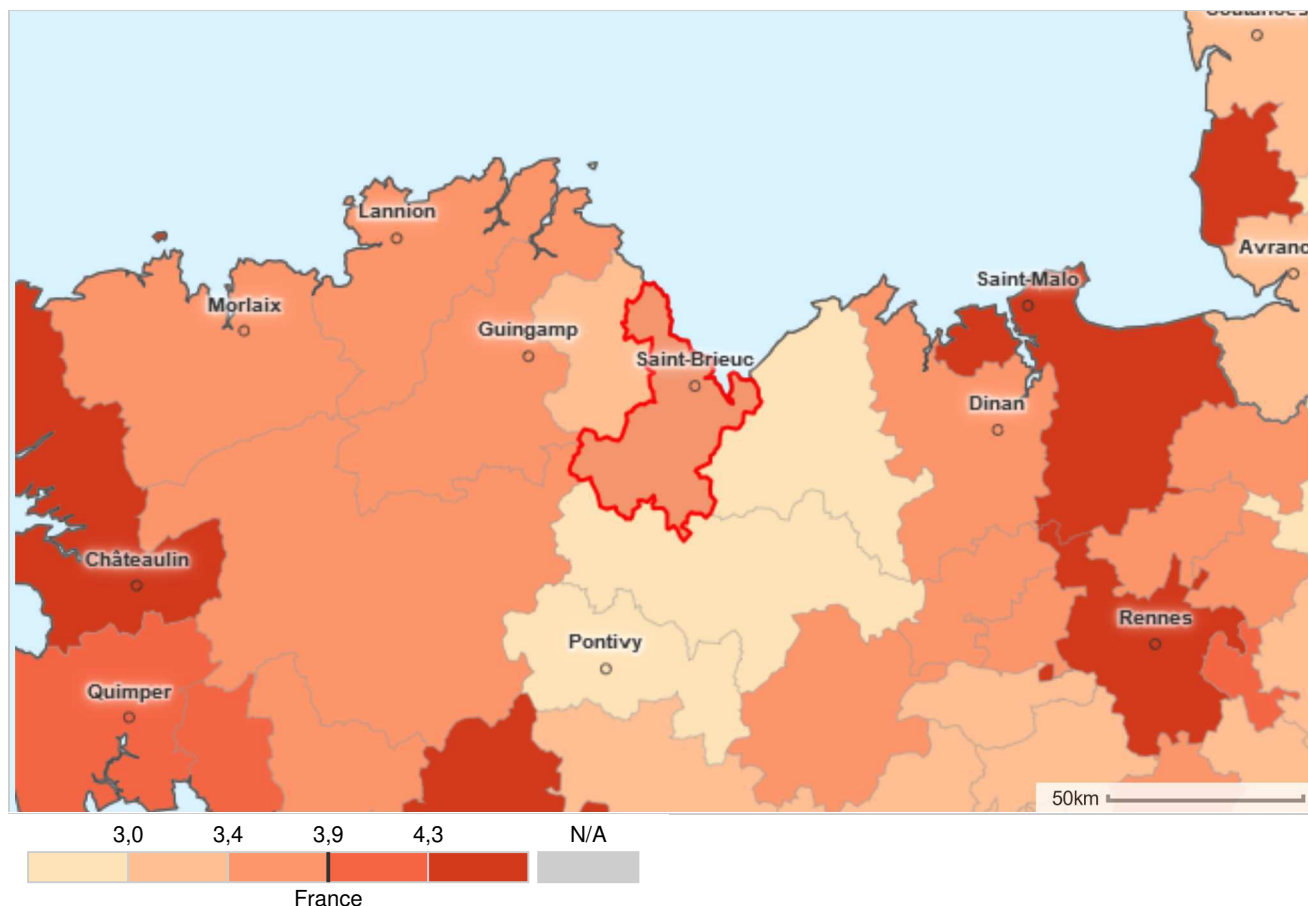 Lannion
Morlaix
Guingamp
Saint-Brieuc
Saint-Malo
Avranc
Dinan
Châteaulin
Rennes
Pontivy
Quimper
50km
3,0 3,4 3,9 4,3 N/A
France